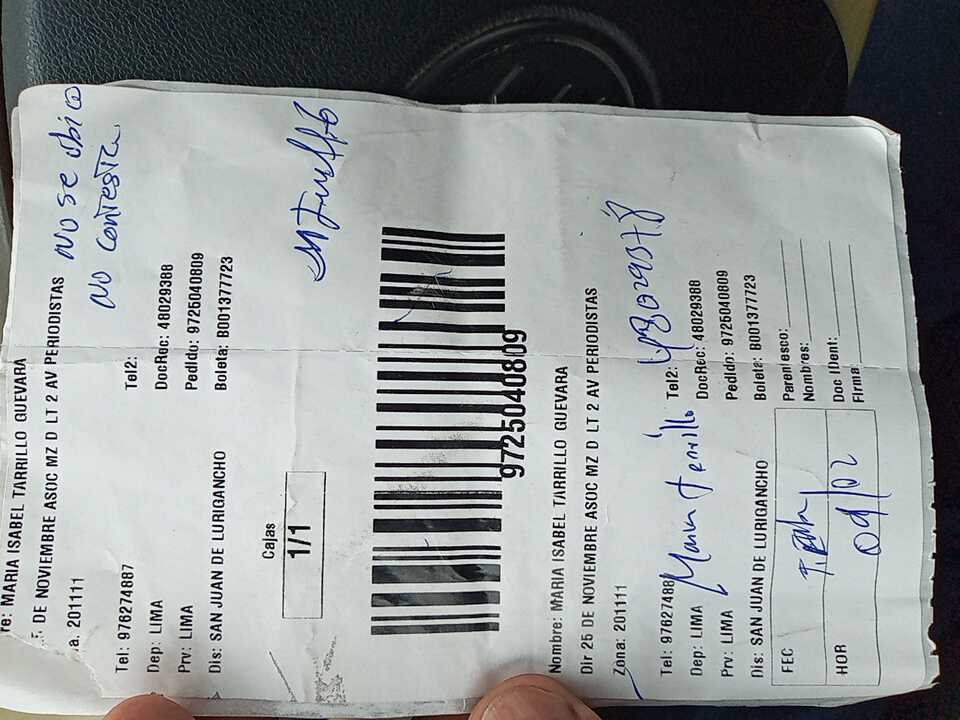 re: MARIA ISABEL TARRILLO GUEVARA
DE NOVIEMBRE ASOC MZ D LT 2 AV PERIODISTAS
a. 201111
NO SE Ubico
NO CONTESTA
Tel: 976274887 Tel2:
Dep: LIMA DocRec: 48029388
Prv: LIMA Pedido: 9725040809
Dis: SAN JUAN DE LURIGANCHO Boleta: B001377723
Cajas
1/1
9725040809
Nombre: MARIA ISABEL TARRILLO GUEVARA
Dir 25 DE NOVIEMBRE ASOC MZ D LT 2 AV PERIODISTAS
Zona: 201111
Tel: 97627488 Tel2:
Dep: LIMA DocRec: 48029388
Prv: LIMA Pedido: 9725040809
Dis: SAN JUAN DE LURIGANCHO Boleta: B001377723
Maria Tarrillo
FEC Parentesco:
Nombres:
HOR 09/02 Doc IDent:
Firma